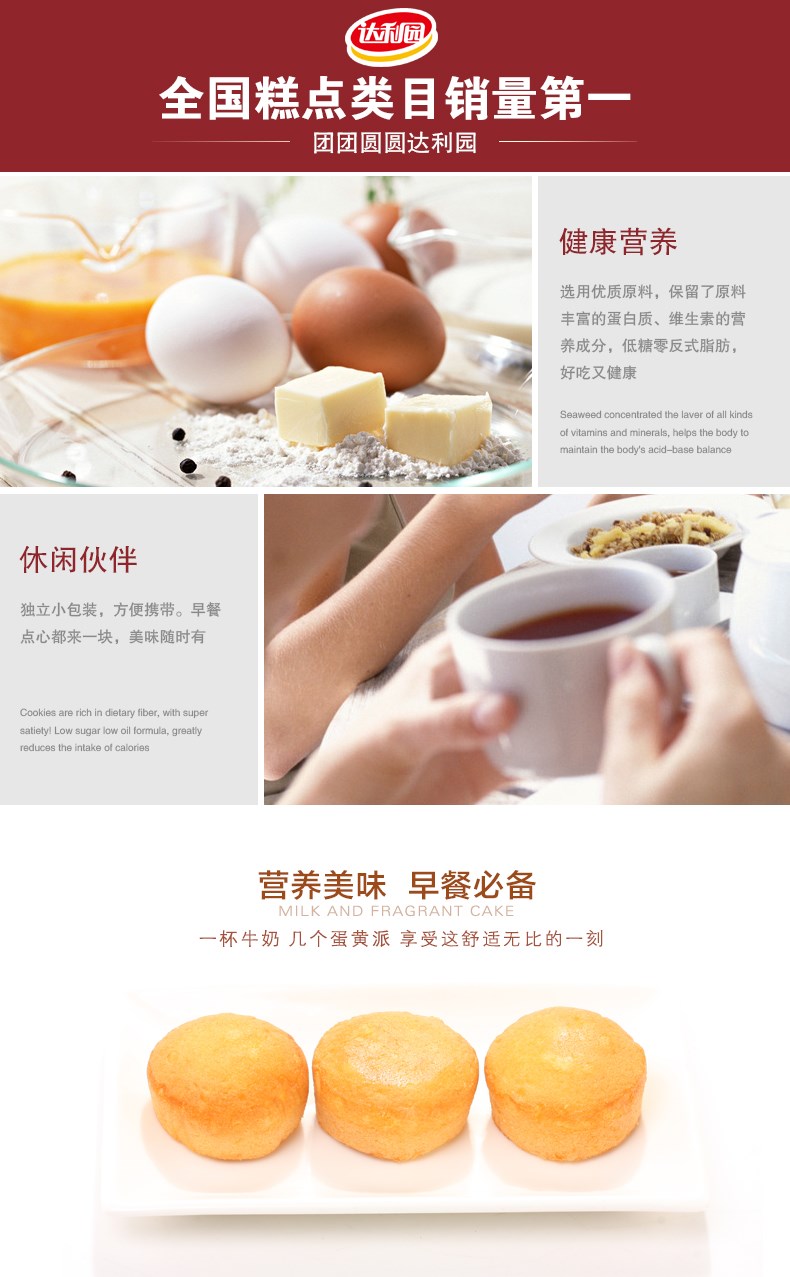 达利园
全国糕点类目销量第一
团团圆圆达利园
健康营养
选用优质原料，保留了原料
丰富的蛋白质、维生素的营
养成分，低糖零反式脂肪，
好吃又健康
Seaweed concentrated the laver of all kinds
of vitamins and minerals, helps the body to
maintain the body's acid–base balance
休闲伙伴
独立小包装，方便携带。早餐
点心都来一块，美味随时有
Cookies are rich in dietary fiber, with super
satiety! Low sugar low oil formula, greatly
reduces the intake of calories
营养美味 早餐必备
MILK AND FRAGRANT CAKE
一杯牛奶 几个蛋黄派 享受这舒适无比的一刻